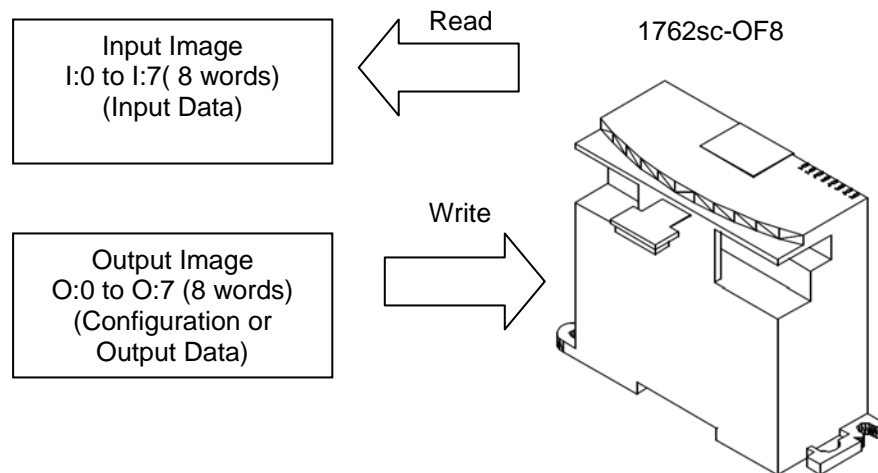 Read
1762sc-OF8
Input Image
I:0 to I:7( 8 words)
(Input Data)
Write
Output Image
O:0 to O:7 (8 words)
(Configuration or
Output Data)